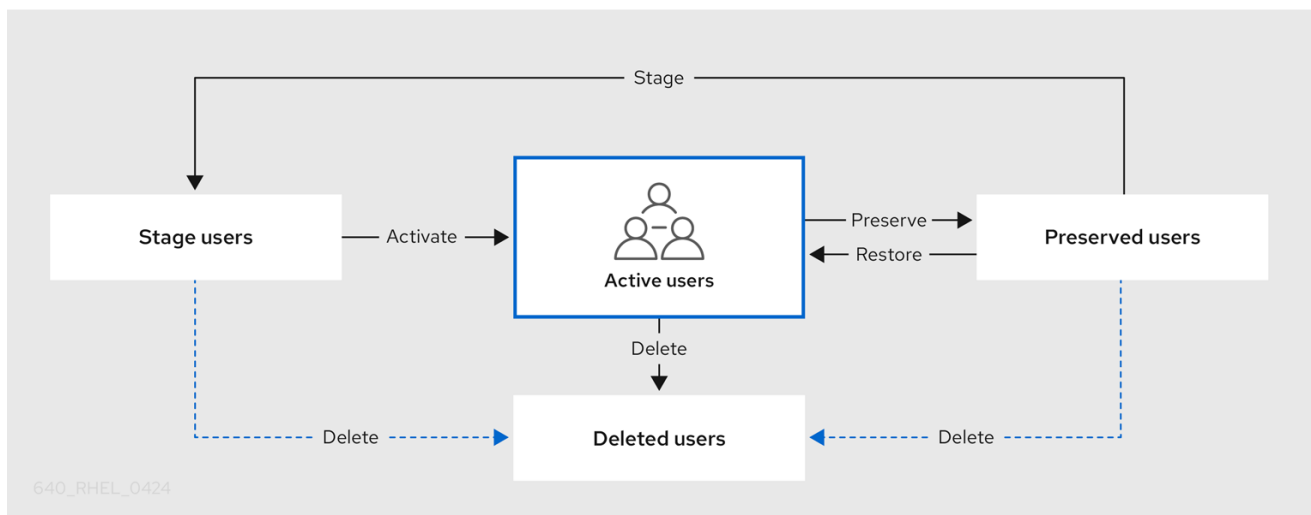 Stage
Stage users
Activate
Active users
Preserve
Restore
Preserved users
Delete
Delete
Deleted users
Delete
640_RHEL_0424